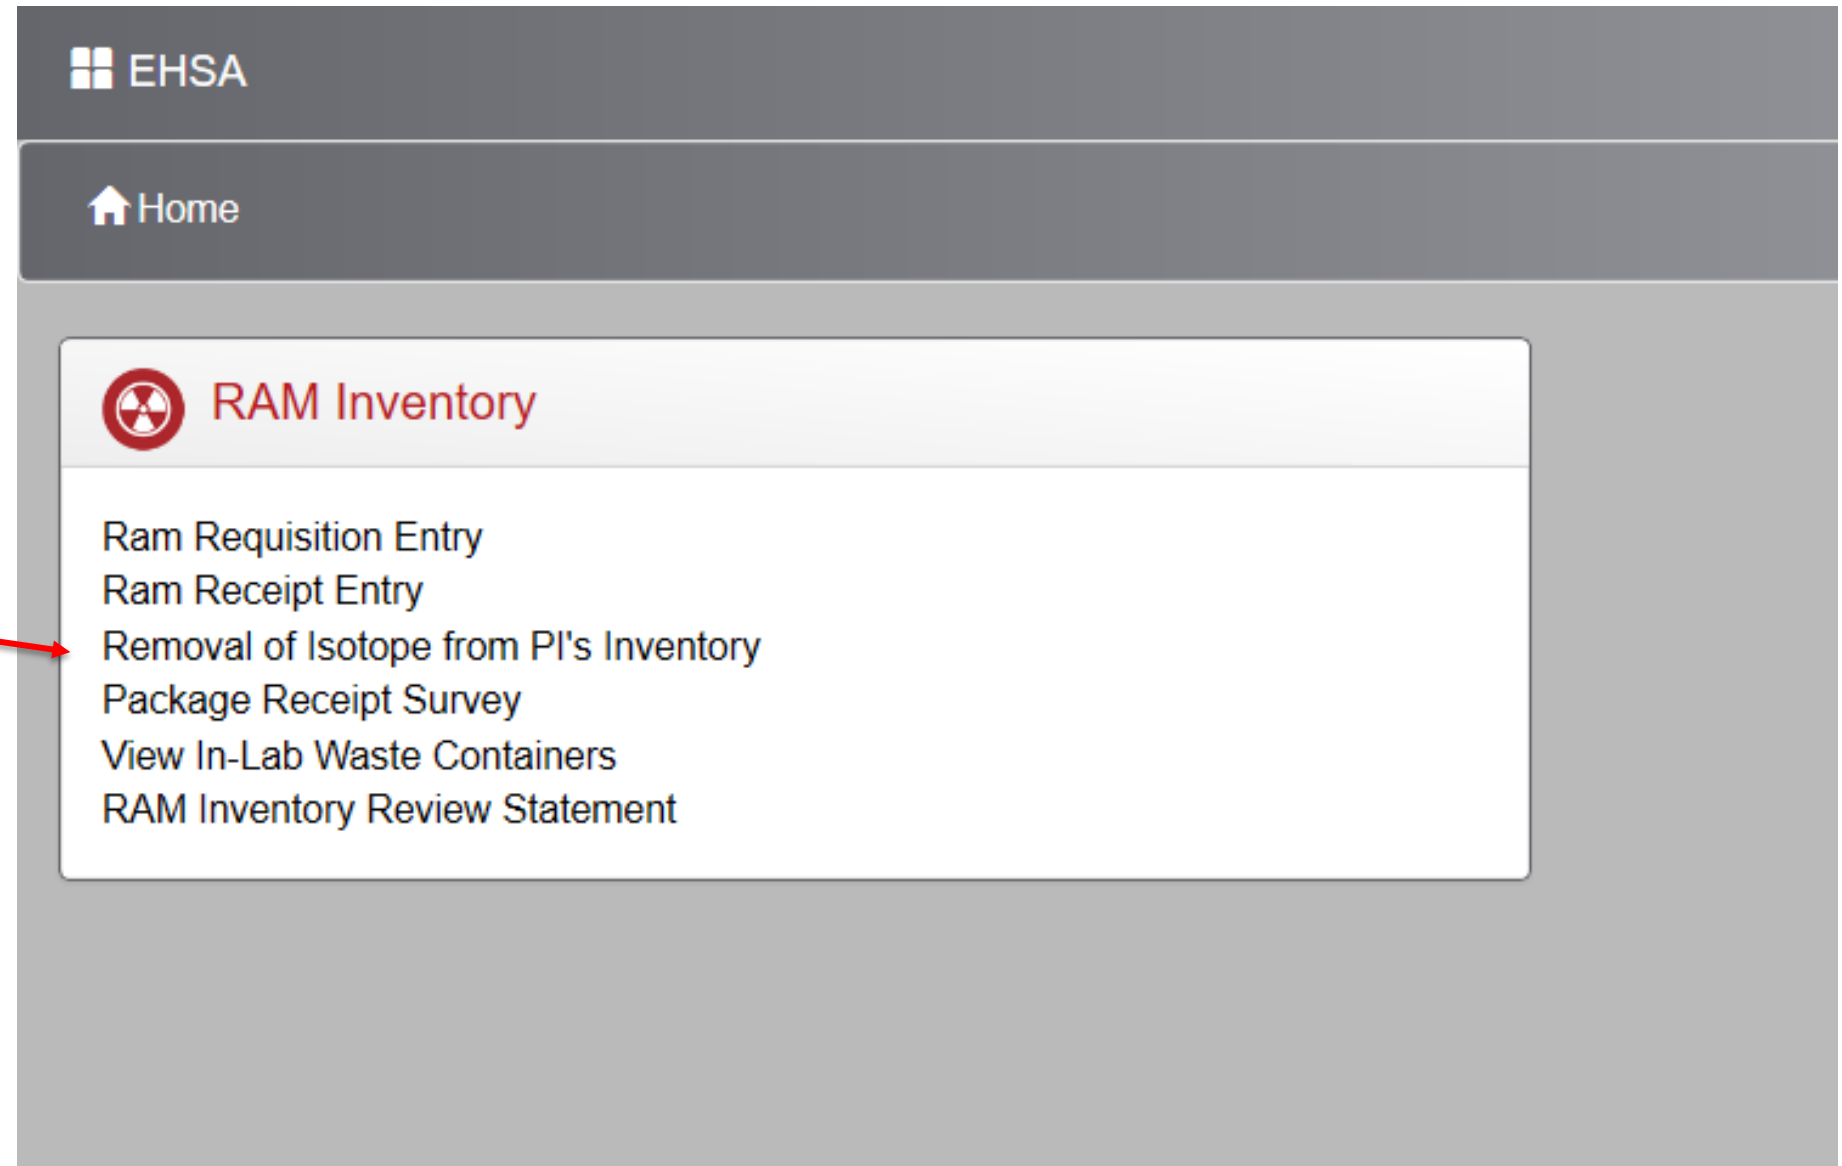 EHSA
Home
RAM Inventory
Ram Requisition Entry
Ram Receipt Entry
Removal of Isotope from PI's Inventory
Package Receipt Survey
View In-Lab Waste Containers
RAM Inventory Review Statement